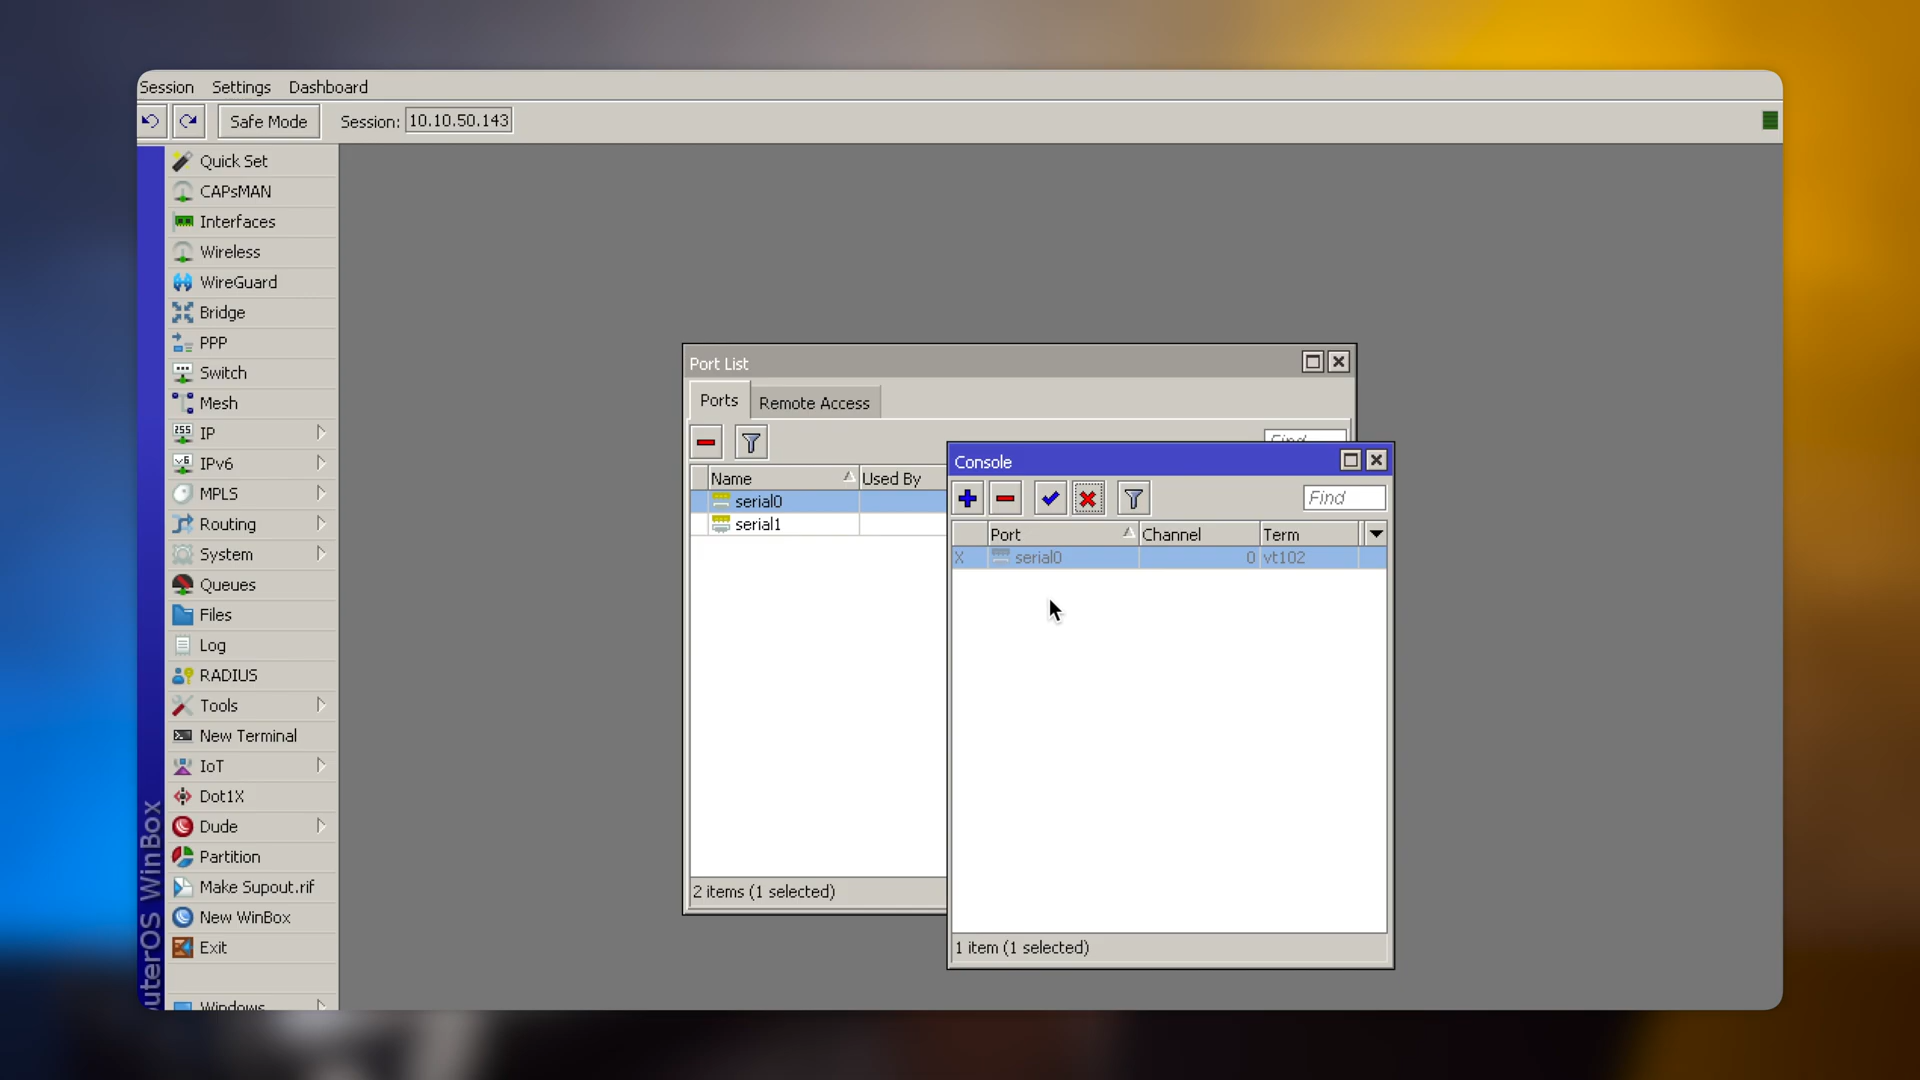 Session Settings Dashboard
Safe Mode Session: 10.10.50.143
Quick Set
CAPsMAN
Interfaces
Wireless
WireGuard
Bridge
PPP
Switch
Mesh
IP
IPv6
MPLS
Routing
System
Queues
Files
Log
RADIUS
Tools
New Terminal
IoT
Dot1X
Dude
Partition
Make Supout.rif
New WinBox
Exit
Windows
uterOS WinBox
Port List
Ports Remote Access
Find
Name Used By
serial0
serial1
2 items (1 selected)
Console
Find
Port Channel Term
X serial0 0 vt102
1 item (1 selected)